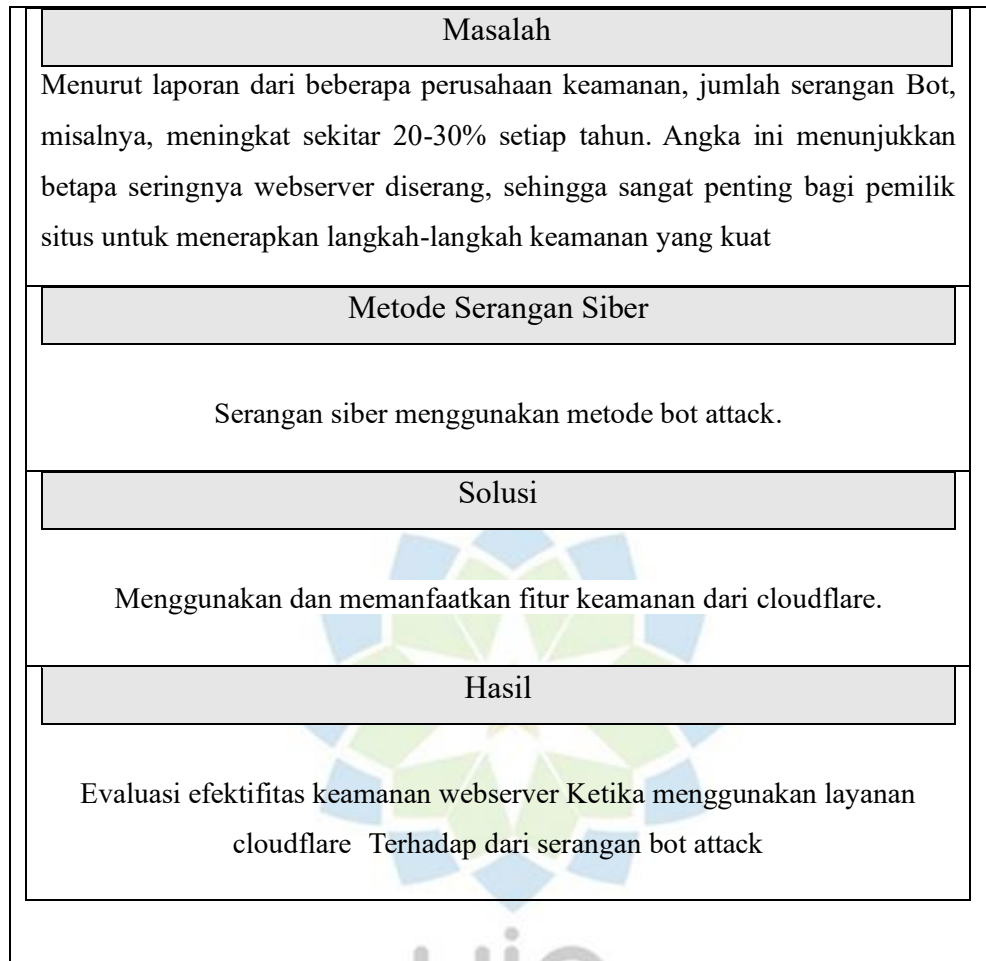 Masalah
Menurut laporan dari beberapa perusahaan keamanan, jumlah serangan Bot,
misalnya, meningkat sekitar 20-30% setiap tahun. Angka ini menunjukkan
betapa seringnya webserver diserang, sehingga sangat penting bagi pemilik
situs untuk menerapkan langkah-langkah keamanan yang kuat
Metode Serangan Siber
Serangan siber menggunakan metode bot attack.
Solusi
Menggunakan dan memanfaatkan fitur keamanan dari cloudflare.
Hasil
Evaluasi efektifitas keamanan webserver Ketika menggunakan layanan
cloudflare Terhadap dari serangan bot attack